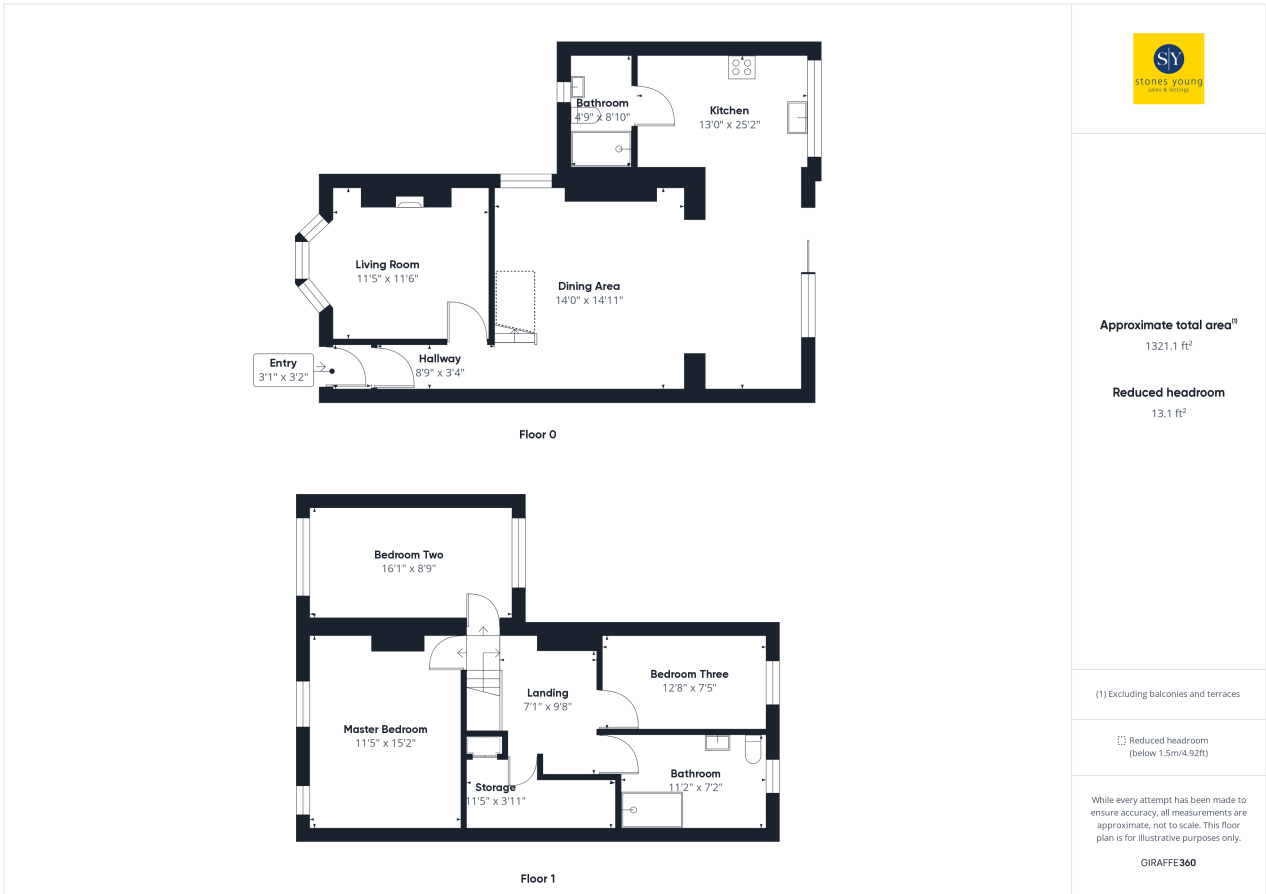 Bathroom
4'9" x 8'10"
Kitchen
13'0" x 25'2"
Living Room
11'5" x 11'6"
Dining Area
14'0" x 14'11"
Entry
3'1" x 3'2"
Hallway
8'9" x 3'4"
Floor 0
Bedroom Two
16'1" x 8'9"
Bedroom Three
12'8" x 7'5"
Landing
7'1" x 9'8"
Master Bedroom
11'5" x 15'2"
Bathroom
11'2" x 7'2"
Storage
11'5" x 3'11"
Floor 1
S|Y
stones young
sales & lettings
Approximate total area(1)
1321.1 ft²
Reduced headroom
13.1 ft²
(1) Excluding balconies and terraces
Reduced headroom
(below 1.5m/4.92ft)
While every attempt has been made to
ensure accuracy, all measurements are
approximate, not to scale. This floor
plan is for illustrative purposes only.
GIRAFFE360